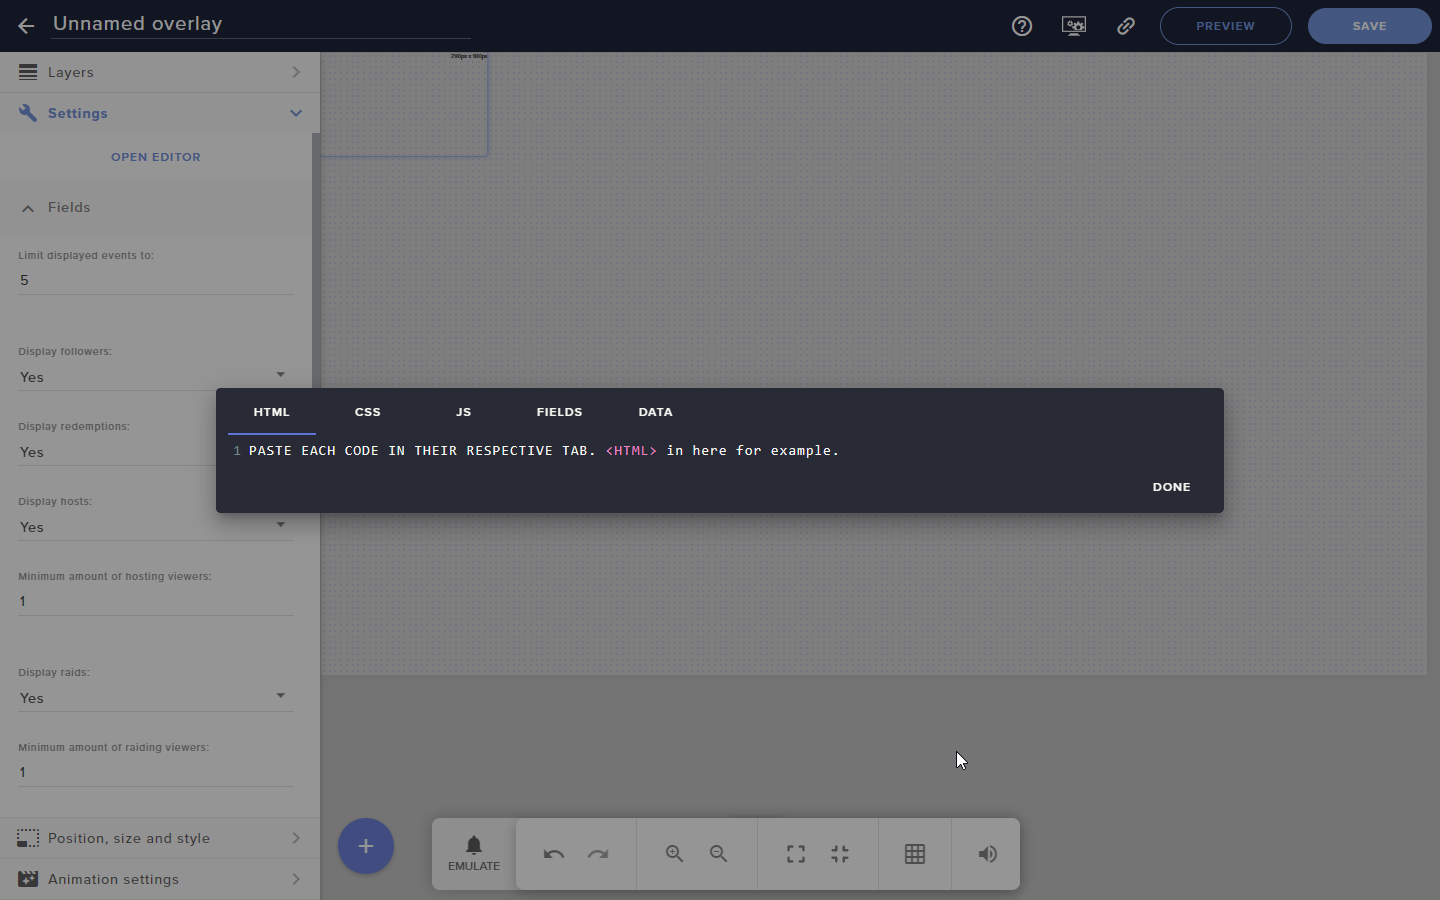 Unnamed overlay
PREVIEW
SAVE
Layers
200px x 180px
Settings
OPEN EDITOR
Fields
Limit displayed events to:
5
Display followers:
Yes
Display redemptions:
Yes
Display hosts:
Yes
Minimum amount of hosting viewers:
1
Display raids:
Yes
Minimum amount of raiding viewers:
1
Position, size and style
Animation settings
HTML CSS JS FIELDS DATA
1 PASTE EACH CODE IN THEIR RESPECTIVE TAB. <HTML> in here for example.
DONE
+
EMULATE